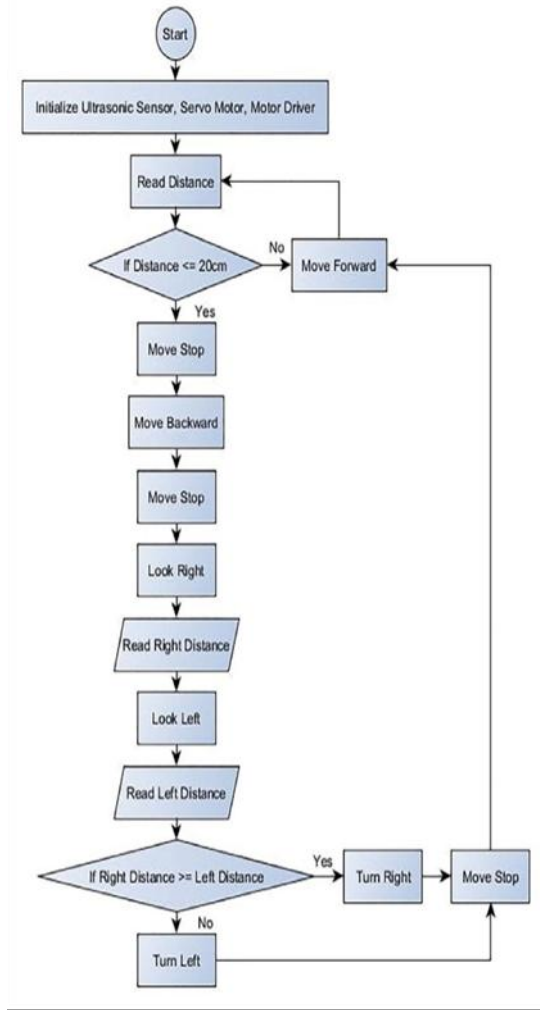 Start
Initialize Ultrasonic Sensor, Servo Motor, Motor Driver
Read Distance
If Distance <= 20cm
No
Move Forward
Yes
Move Stop
Move Backward
Move Stop
Look Right
Read Right Distance
Look Left
Read Left Distance
If Right Distance >= Left Distance
Yes
Turn Right
Move Stop
No
Turn Left